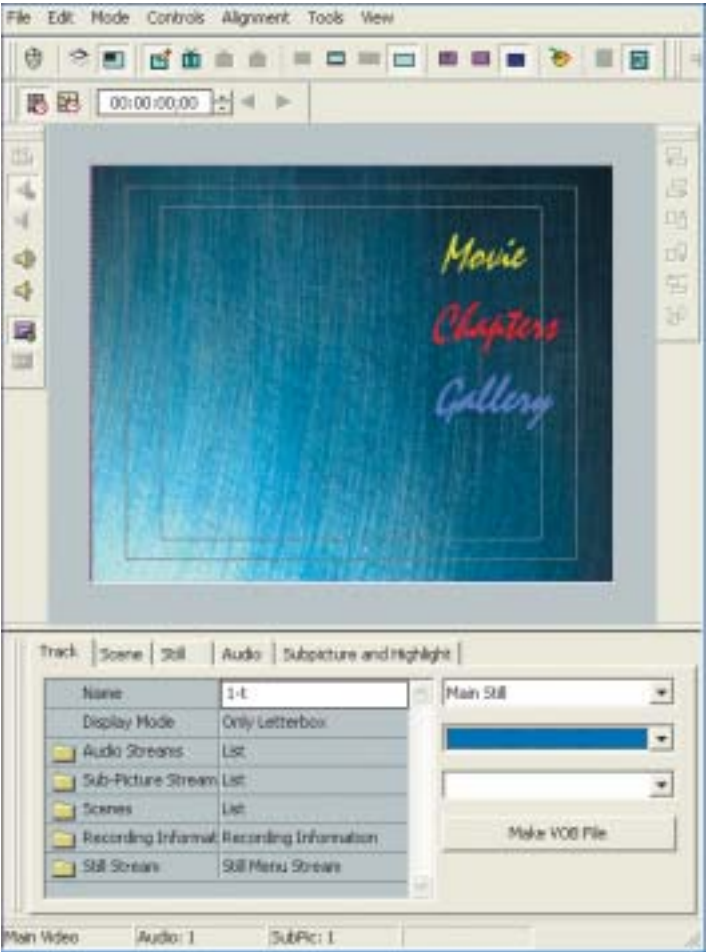 File Edit Mode Controls Alignment Tools View
00:00:00;00
Movie
Chapters
Gallery
Track Scene Still Audio Subpicture and Highlight
Name 1-t Main Still
Display Mode Only Letterbox
Audio Streams List
Sub-Picture Stream List
Scenes List
Recording Informat Recording Information Make VOB File
Still Stream Still Menu Stream
Main Video Audio: 1 SubPic: 1